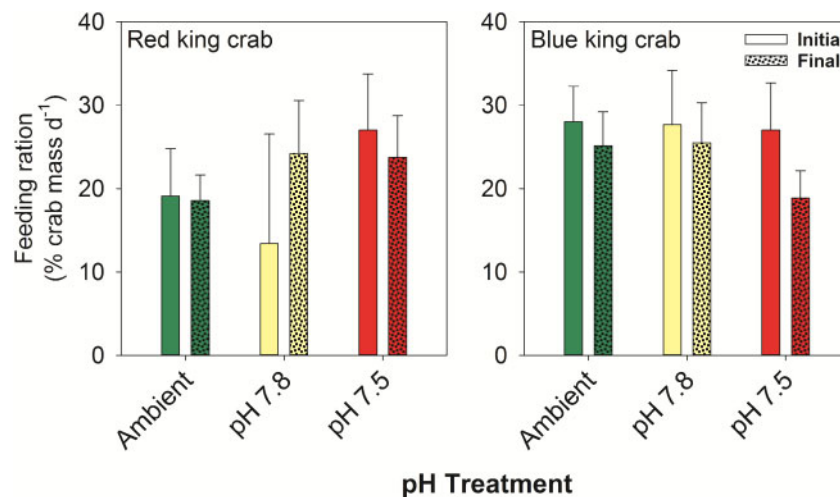 Feeding ration
(% crab mass d⁻¹)
40
30
20
10
0
Red king crab
Ambient
pH 7.8
pH 7.5
40
30
20
10
0
Blue king crab
Initia
Final
Ambient
pH 7.8
pH 7.5
pH Treatment